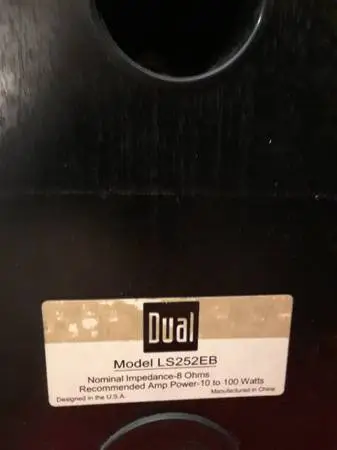 Dual
Model LS252EB
Nominal Impedance-8 Ohms
Recommended Amp Power-10 to 100 Watts
Designed in the U.S.A. Manufactured in China